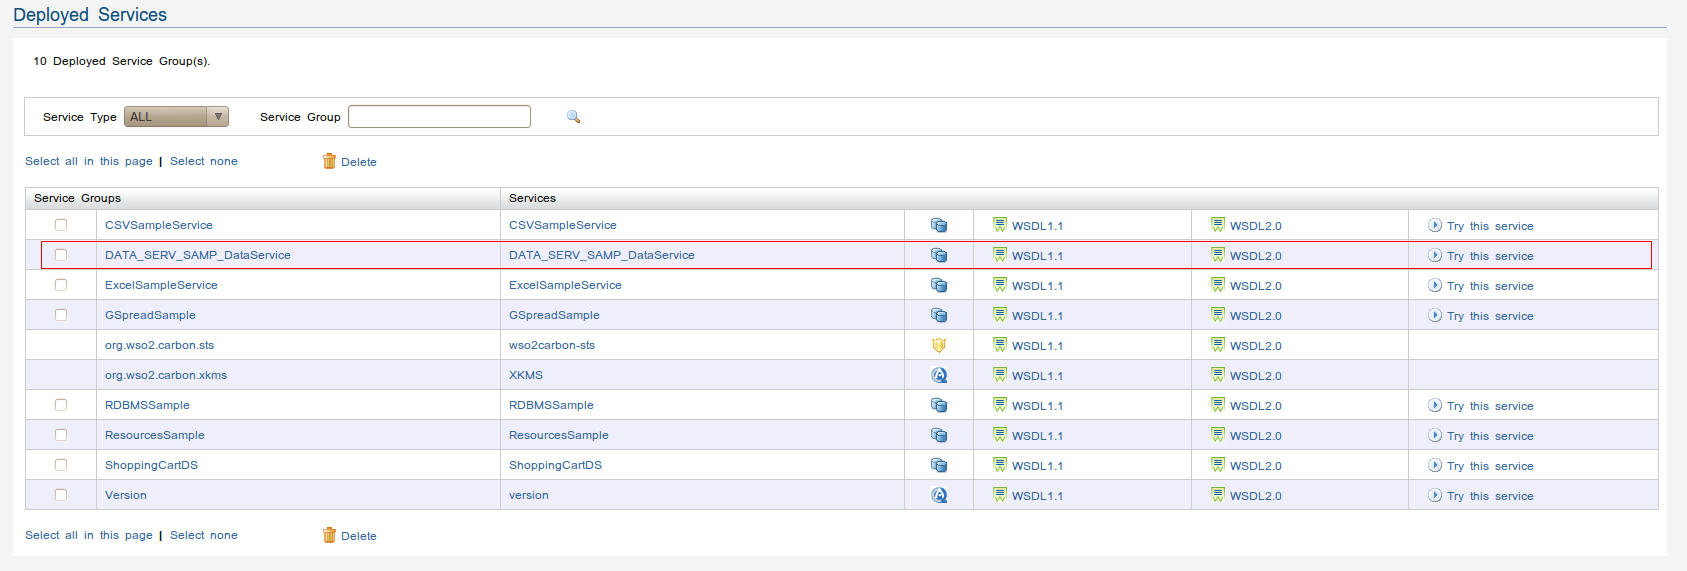 Deployed Services
10 Deployed Service Group(s).
Service Type ALL Service Group
Select all in this page | Select none Delete
Service Groups Services
CSVSampleService CSVSampleService WSDL1.1 WSDL2.0 Try this service
DATA_SERV_SAMP_DataService DATA_SERV_SAMP_DataService WSDL1.1 WSDL2.0 Try this service
ExcelSampleService ExcelSampleService WSDL1.1 WSDL2.0 Try this service
GSpreadSample GSpreadSample WSDL1.1 WSDL2.0 Try this service
org.wso2.carbon.sts wso2carbon-sts WSDL1.1 WSDL2.0
org.wso2.carbon.xkms XKMS WSDL1.1 WSDL2.0
RDBMSSample RDBMSSample WSDL1.1 WSDL2.0 Try this service
ResourcesSample ResourcesSample WSDL1.1 WSDL2.0 Try this service
ShoppingCartDS ShoppingCartDS WSDL1.1 WSDL2.0 Try this service
Version version WSDL1.1 WSDL2.0 Try this service
Select all in this page | Select none Delete